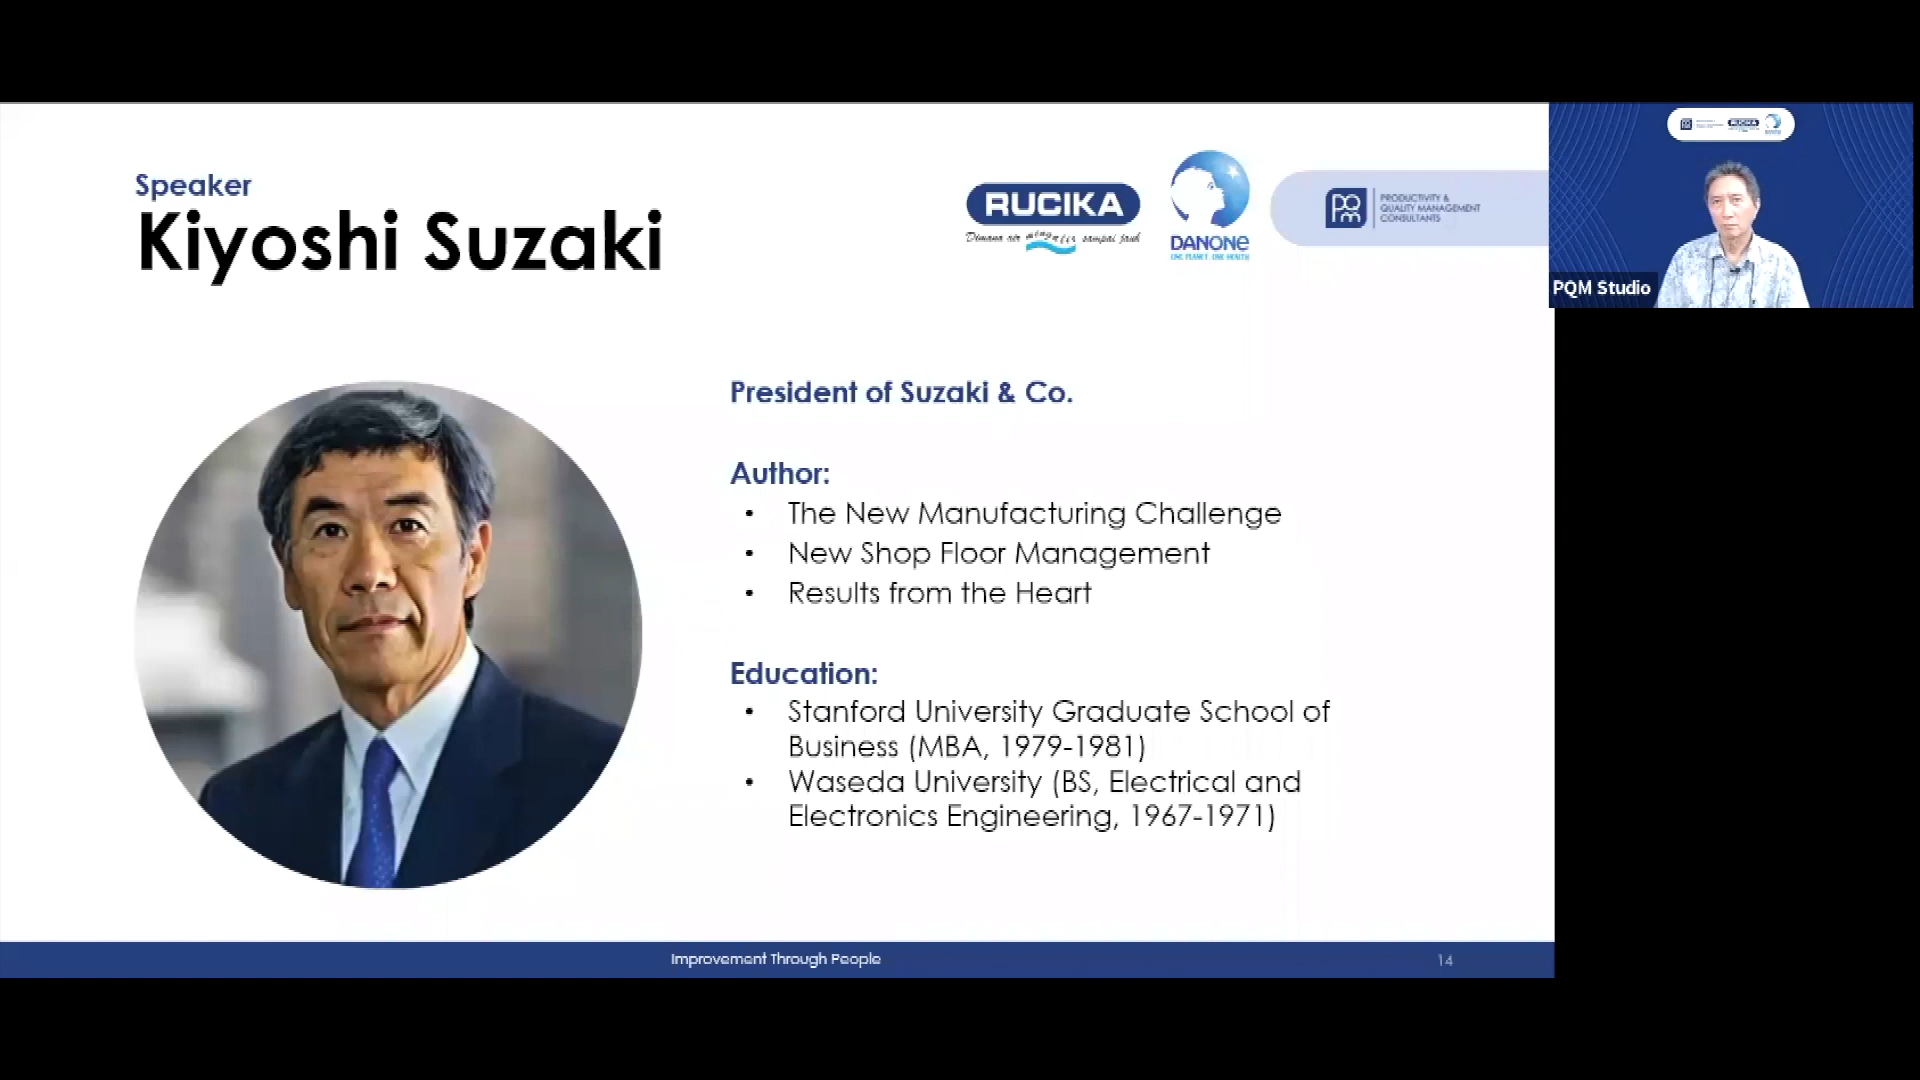 Speaker
Kiyoshi Suzaki
RUCIKA
Dimana air mengalir sampai jauh
DANONE
ONE PLANET. ONE HEALTH
pqm
PRODUCTIVITY &
QUALITY MANAGEMENT
CONSULTANTS
RUCIKA
PQM Studio
President of Suzaki & Co.
Author:
• The New Manufacturing Challenge
• New Shop Floor Management
• Results from the Heart
Education:
• Stanford University Graduate School of
Business (MBA, 1979-1981)
• Waseda University (BS, Electrical and
Electronics Engineering, 1967-1971)
Improvement Through People
14